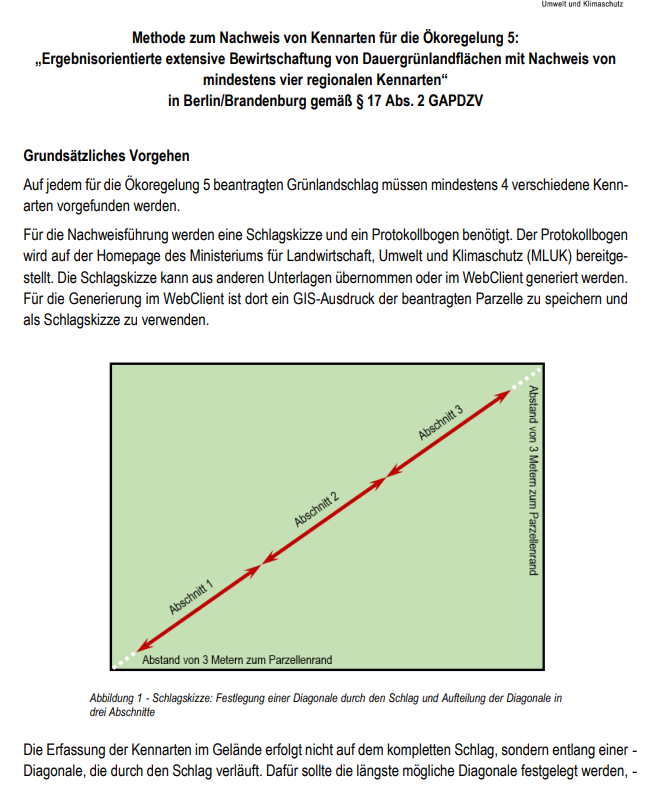 Umwelt und Klimaschutz
Methode zum Nachweis von Kennarten für die Ökoregelung 5:
„Ergebnisorientierte extensive Bewirtschaftung von Dauergrünlandflächen mit Nachweis von
mindestens vier regionalen Kennarten“
in Berlin/Brandenburg gemäß § 17 Abs. 2 GAPDZV
Grundsätzliches Vorgehen
Auf jedem für die Ökoregelung 5 beantragten Grünlandschlag müssen mindestens 4 verschiedene Kenn-
arten vorgefunden werden.
Für die Nachweisführung werden eine Schlagskizze und ein Protokollbogen benötigt. Der Protokollbogen
wird auf der Homepage des Ministeriums für Landwirtschaft, Umwelt und Klimaschutz (MLUK) bereitge-
stellt. Die Schlagskizze kann aus anderen Unterlagen übernommen oder im WebClient generiert werden.
Für die Generierung im WebClient ist dort ein GIS-Ausdruck der beantragten Parzelle zu speichern und
als Schlagskizze zu verwenden.
Abschnitt 3
Abstand von 3 Metern zum Parzellenrand
Abschnitt 2
Abschnitt 1
Abstand von 3 Metern zum Parzellenrand
Abbildung 1 - Schlagskizze: Festlegung einer Diagonale durch den Schlag und Aufteilung der Diagonale in
drei Abschnitte
Die Erfassung der Kennarten im Gelände erfolgt nicht auf dem kompletten Schlag, sondern entlang einer -
Diagonale, die durch den Schlag verläuft. Dafür sollte die längste mögliche Diagonale festgelegt werden, -